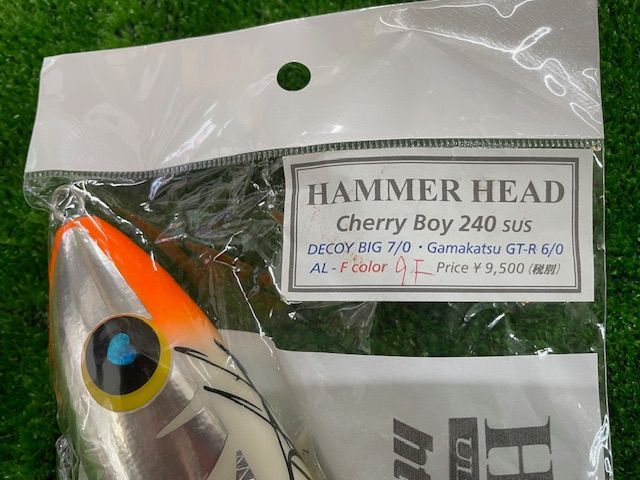 HAMMER HEAD
Cherry Boy 240 SUS
DECOY BIG 7/0・Gamakatsu GT-R 6/0
AL - F color 9F Price ¥ 9,500 (税別)
H